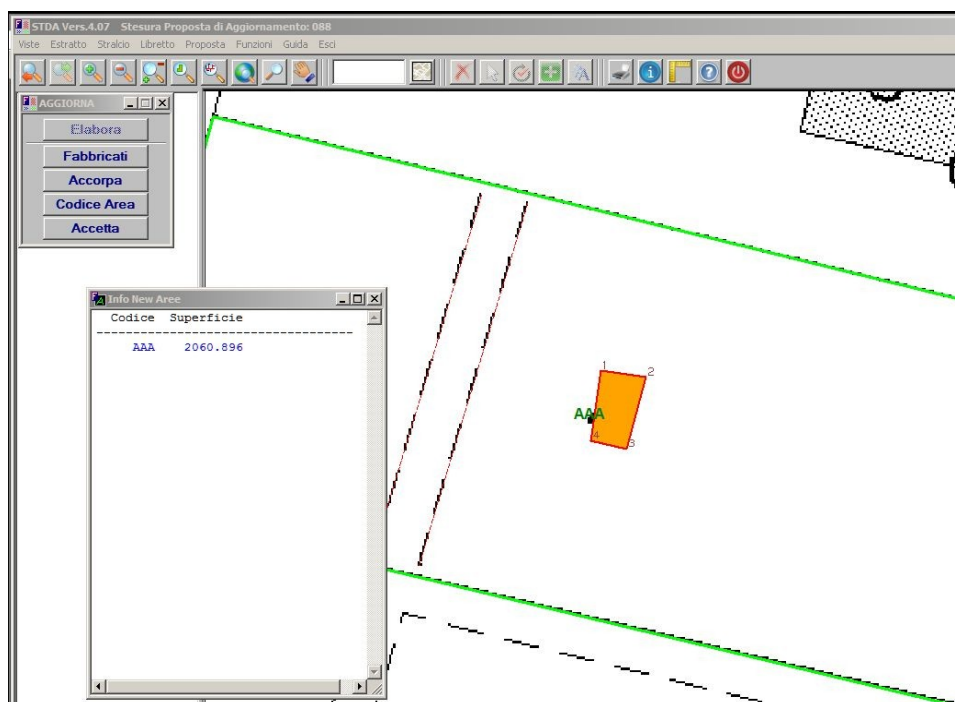 STDA Vers.4.07 Stesura Proposta di Aggiornamento: 088
Viste Estratto Stralcio Libretto Proposta Funzioni Guida Esci
AGGIORNA
Elabora
Fabbricati
Accorpa
Codice Area
Accetta
Info New Aree
Codice Superficie
-----------------------------------
AAA 2060.896
1
2
AAA
4
3